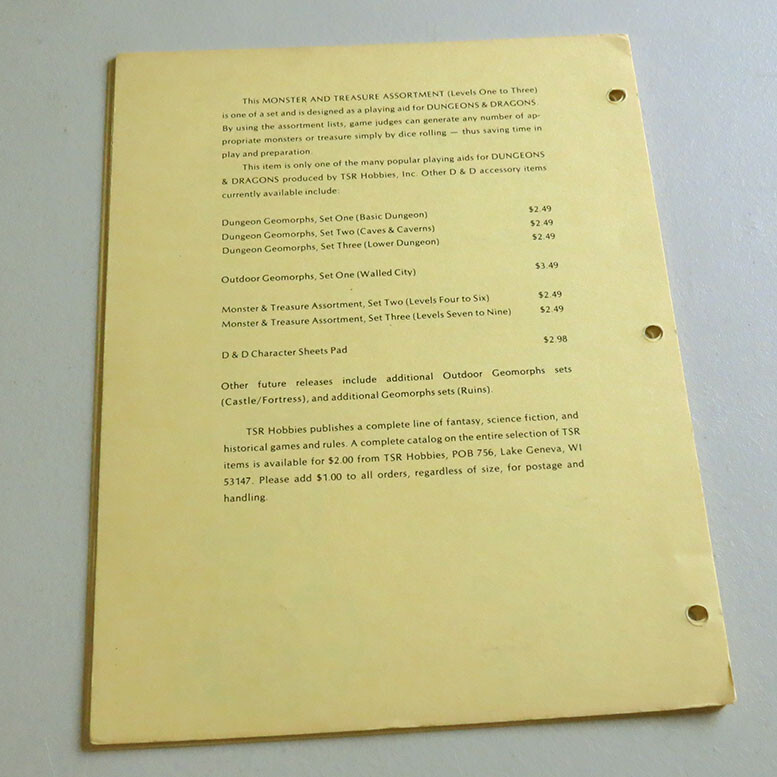 This MONSTER AND TREASURE ASSORTMENT (Levels One to Three)
is one of a set and is designed as a playing aid for DUNGEONS & DRAGONS
By using the assortment lists, game judges can generate any number of ap-
propriate monsters or treasure simply by dice rolling — thus saving time in
play and preparation.
This item is only one of the many popular playing aids for DUNGEONS
& DRAGONS produced by TSR Hobbies, Inc. Other D & D accessory items
currently available include:
Dungeon Geomorphs, Set One (Basic Dungeon) $2.49
Dungeon Geomorphs, Set Two (Caves & Caverns) $2.49
Dungeon Geomorphs, Set Three (Lower Dungeon) $2.49
Outdoor Geomorphs, Set One (Walled City) $3.49
Monster & Treasure Assortment, Set Two (Levels Four to Six) $2.49
Monster & Treasure Assortment, Set Three (Levels Seven to Nine) $2.49
D & D Character Sheets Pad $2.98
Other future releases include additional Outdoor Geomorphs sets
(Castle/Fortress), and additional Geomorphs sets (Ruins).
TSR Hobbies publishes a complete line of fantasy, science fiction, and
historical games and rules. A complete catalog on the entire selection of TSR
items is available for $2.00 from TSR Hobbies, POB 756, Lake Geneva, WI
53147. Please add $1.00 to all orders, regardless of size, for postage and
handling.